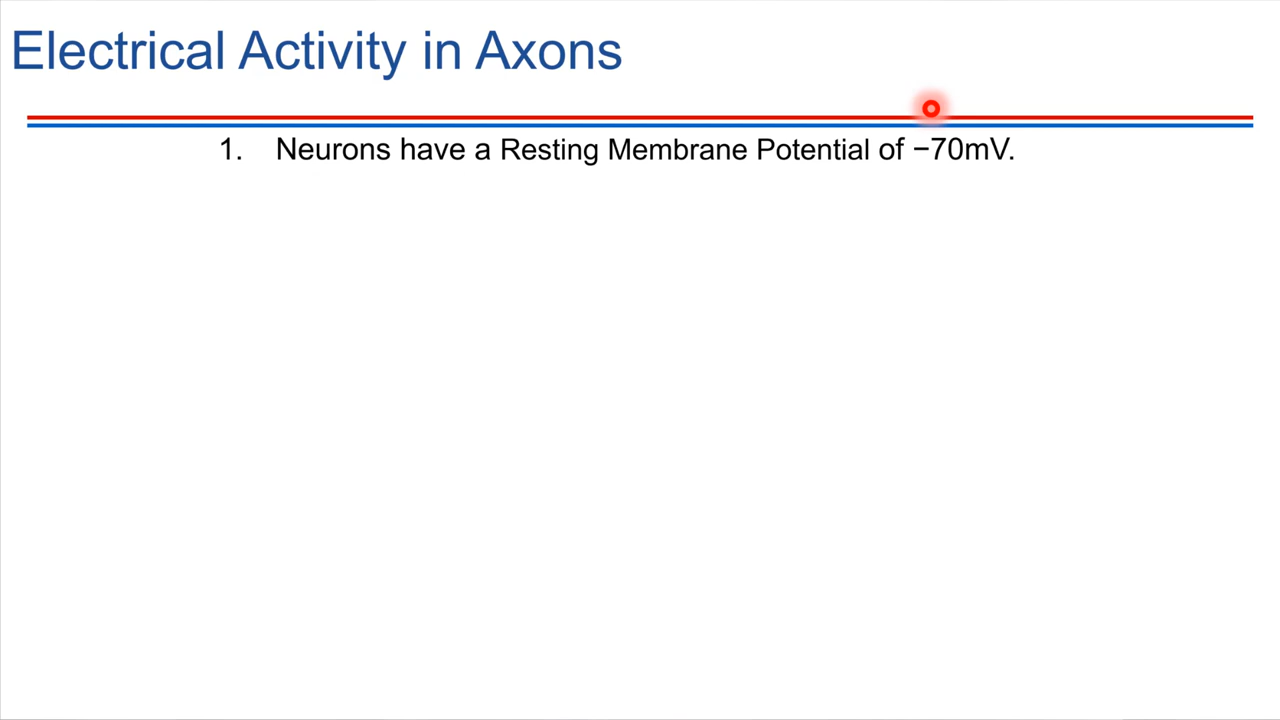 Electrical Activity in Axons
1. Neurons have a Resting Membrane Potential of −70mV.